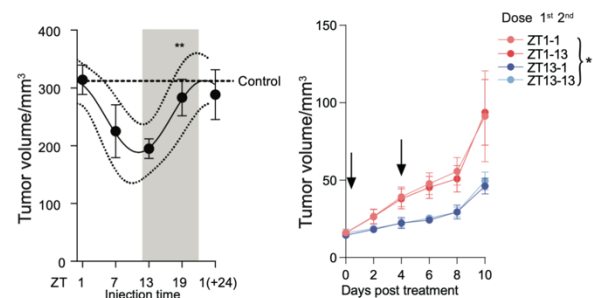 400
300
200
100
0
Tumor volume/mm³
**
Control
ZT 1 7 13 19 1(+24)
Injection time
150
100
50
0
Tumor volume/mm³
0 2 4 6 8 10
Days post treatment
Dose 1st 2nd
ZT1-1
ZT1-13
ZT13-1
ZT13-13
*